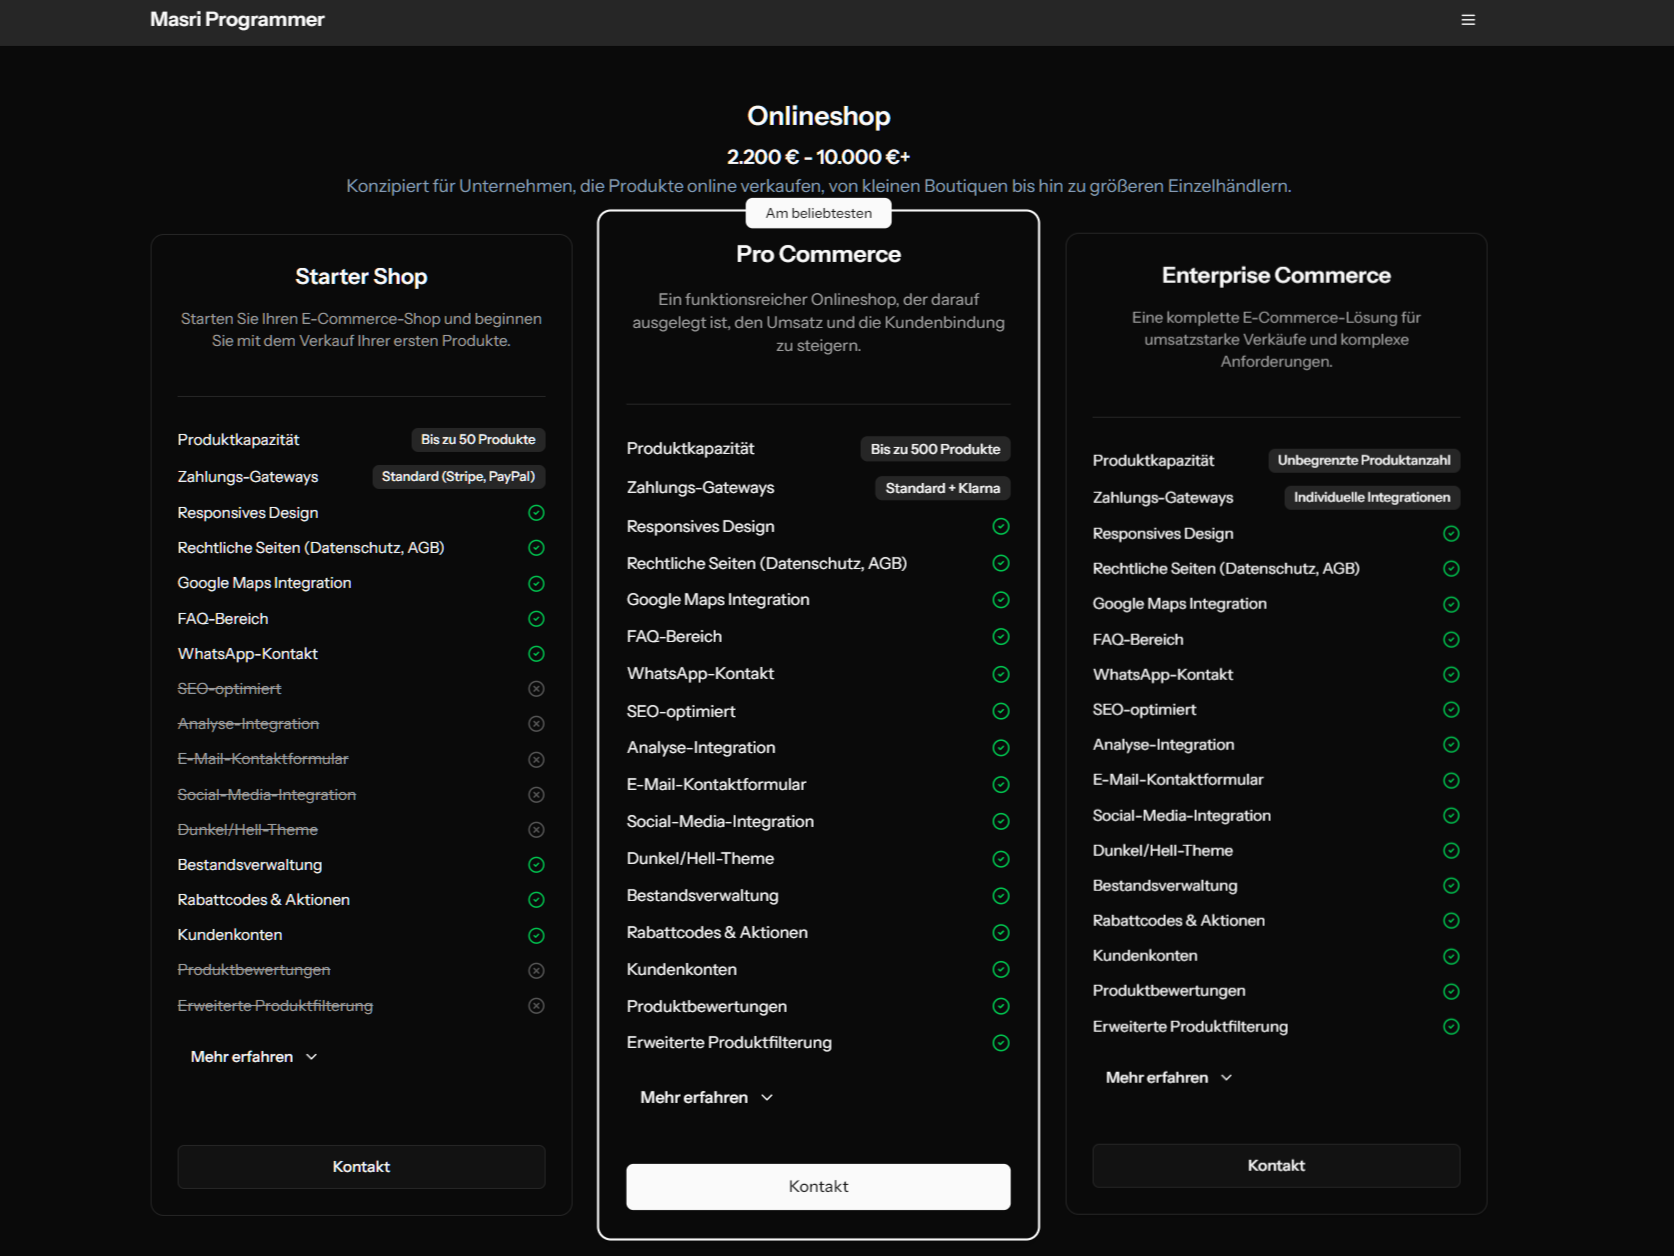 Masri Programmer
Onlineshop
2.200 € - 10.000 €+
Konzipiert für Unternehmen, die Produkte online verkaufen, von kleinen Boutiquen bis hin zu größeren Einzelhändlern.
Starter Shop
Starten Sie Ihren E-Commerce-Shop und beginnen
Sie mit dem Verkauf Ihrer ersten Produkte.
Produktkapazität Bis zu 50 Produkte
Zahlungs-Gateways Standard (Stripe, PayPal)
Responsives Design
Rechtliche Seiten (Datenschutz, AGB)
Google Maps Integration
FAQ-Bereich
WhatsApp-Kontakt
SEO-optimiert
Analyse-Integration
E-Mail-Kontaktformular
Social-Media-Integration
Dunkel/Hell-Theme
Bestandsverwaltung
Rabattcodes & Aktionen
Kundenkonten
Produktbewertungen
Erweiterte Produktfilterung
Mehr erfahren
Kontakt
Am beliebtesten
Pro Commerce
Ein funktionsreicher Onlineshop, der darauf
ausgelegt ist, den Umsatz und die Kundenbindung
zu steigern.
Produktkapazität Bis zu 500 Produkte
Zahlungs-Gateways Standard + Klarna
Responsives Design
Rechtliche Seiten (Datenschutz, AGB)
Google Maps Integration
FAQ-Bereich
WhatsApp-Kontakt
SEO-optimiert
Analyse-Integration
E-Mail-Kontaktformular
Social-Media-Integration
Dunkel/Hell-Theme
Bestandsverwaltung
Rabattcodes & Aktionen
Kundenkonten
Produktbewertungen
Erweiterte Produktfilterung
Mehr erfahren
Kontakt
Enterprise Commerce
Eine komplette E-Commerce-Lösung für
umsatzstarke Verkäufe und komplexe
Anforderungen.
Produktkapazität Unbegrenzte Produktanzahl
Zahlungs-Gateways Individuelle Integrationen
Responsives Design
Rechtliche Seiten (Datenschutz, AGB)
Google Maps Integration
FAQ-Bereich
WhatsApp-Kontakt
SEO-optimiert
Analyse-Integration
E-Mail-Kontaktformular
Social-Media-Integration
Dunkel/Hell-Theme
Bestandsverwaltung
Rabattcodes & Aktionen
Kundenkonten
Produktbewertungen
Erweiterte Produktfilterung
Mehr erfahren
Kontakt